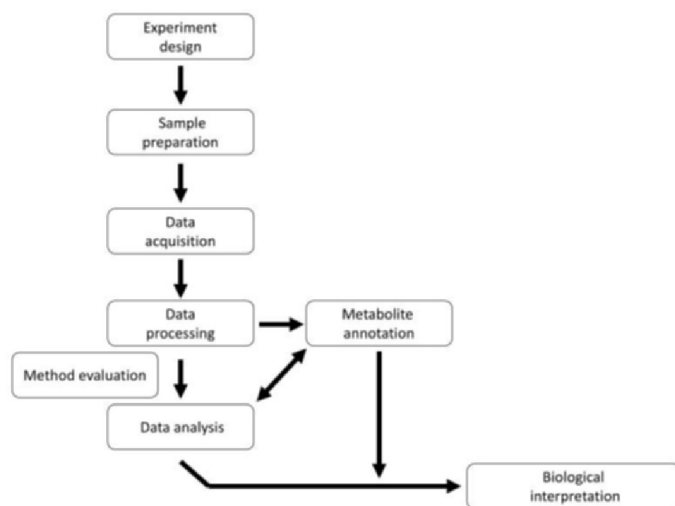 Experiment
design
Sample
preparation
Data
acquisition
Data
processing
Metabolite
annotation
Method evaluation
Data analysis
Biological
interpretation